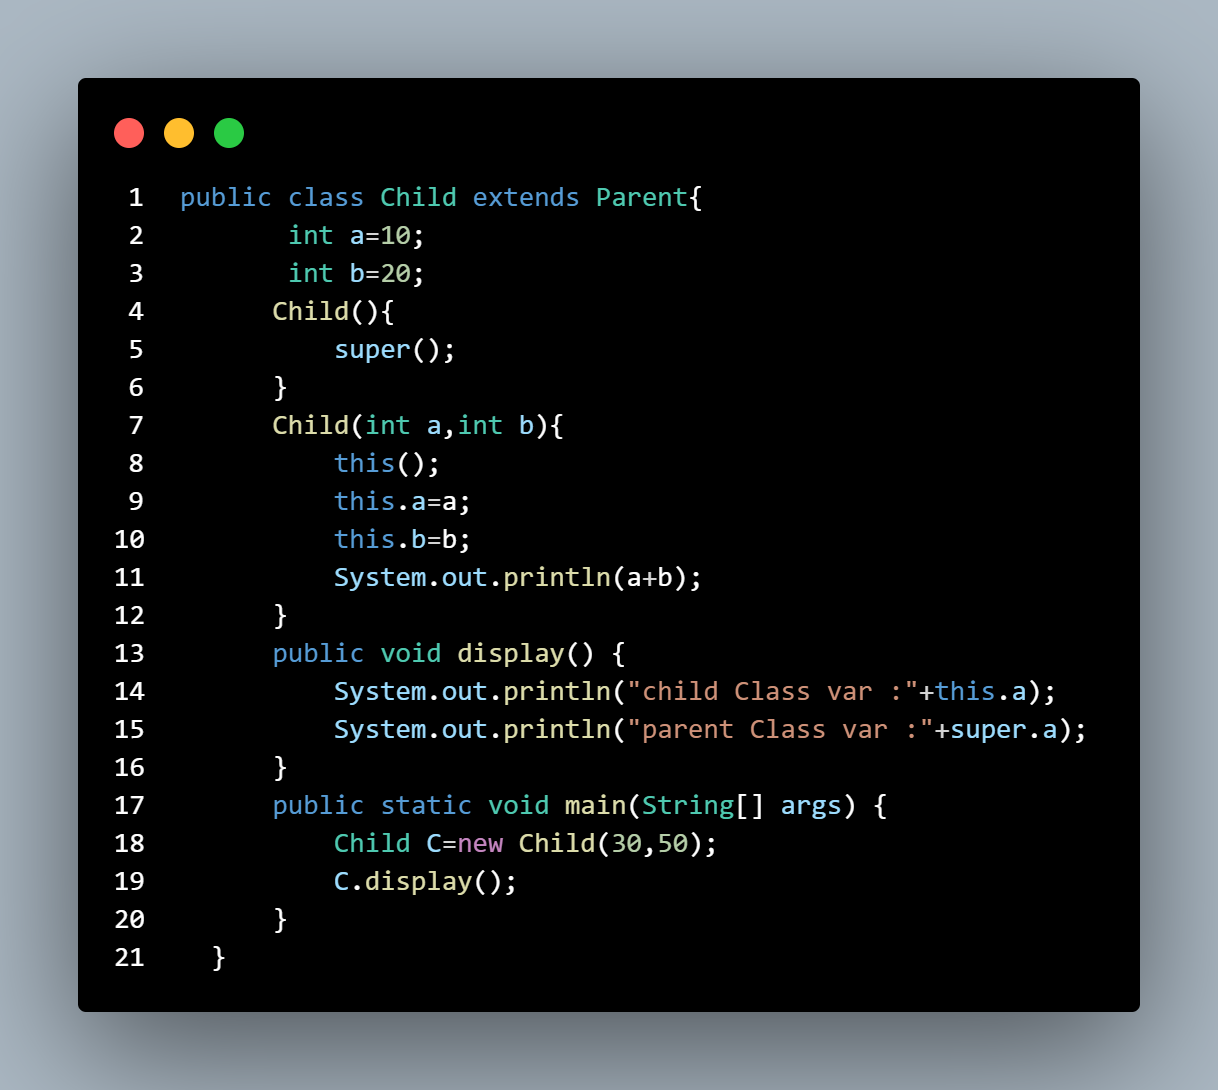 1 public class Child extends Parent{
2 int a=10;
3 int b=20;
4 Child(){
5 super();
6 }
7 Child(int a,int b){
8 this();
9 this.a=a;
10 this.b=b;
11 System.out.println(a+b);
12 }
13 public void display() {
14 System.out.println("child Class var :"+this.a);
15 System.out.println("parent Class var :"+super.a);
16 }
17 public static void main(String[] args) {
18 Child C=new Child(30,50);
19 C.display();
20 }
21 }